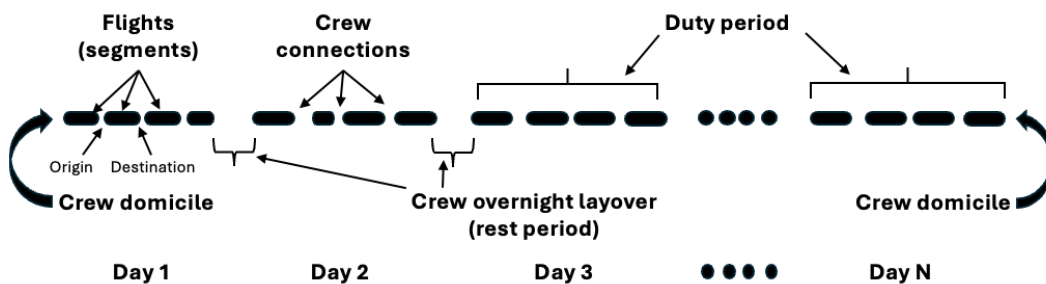 Flights
(segments)
Crew
connections
Duty period
Origin
Destination
Crew domicile
Crew overnight layover
(rest period)
Crew domicile
Day 1
Day 2
Day 3
Day N